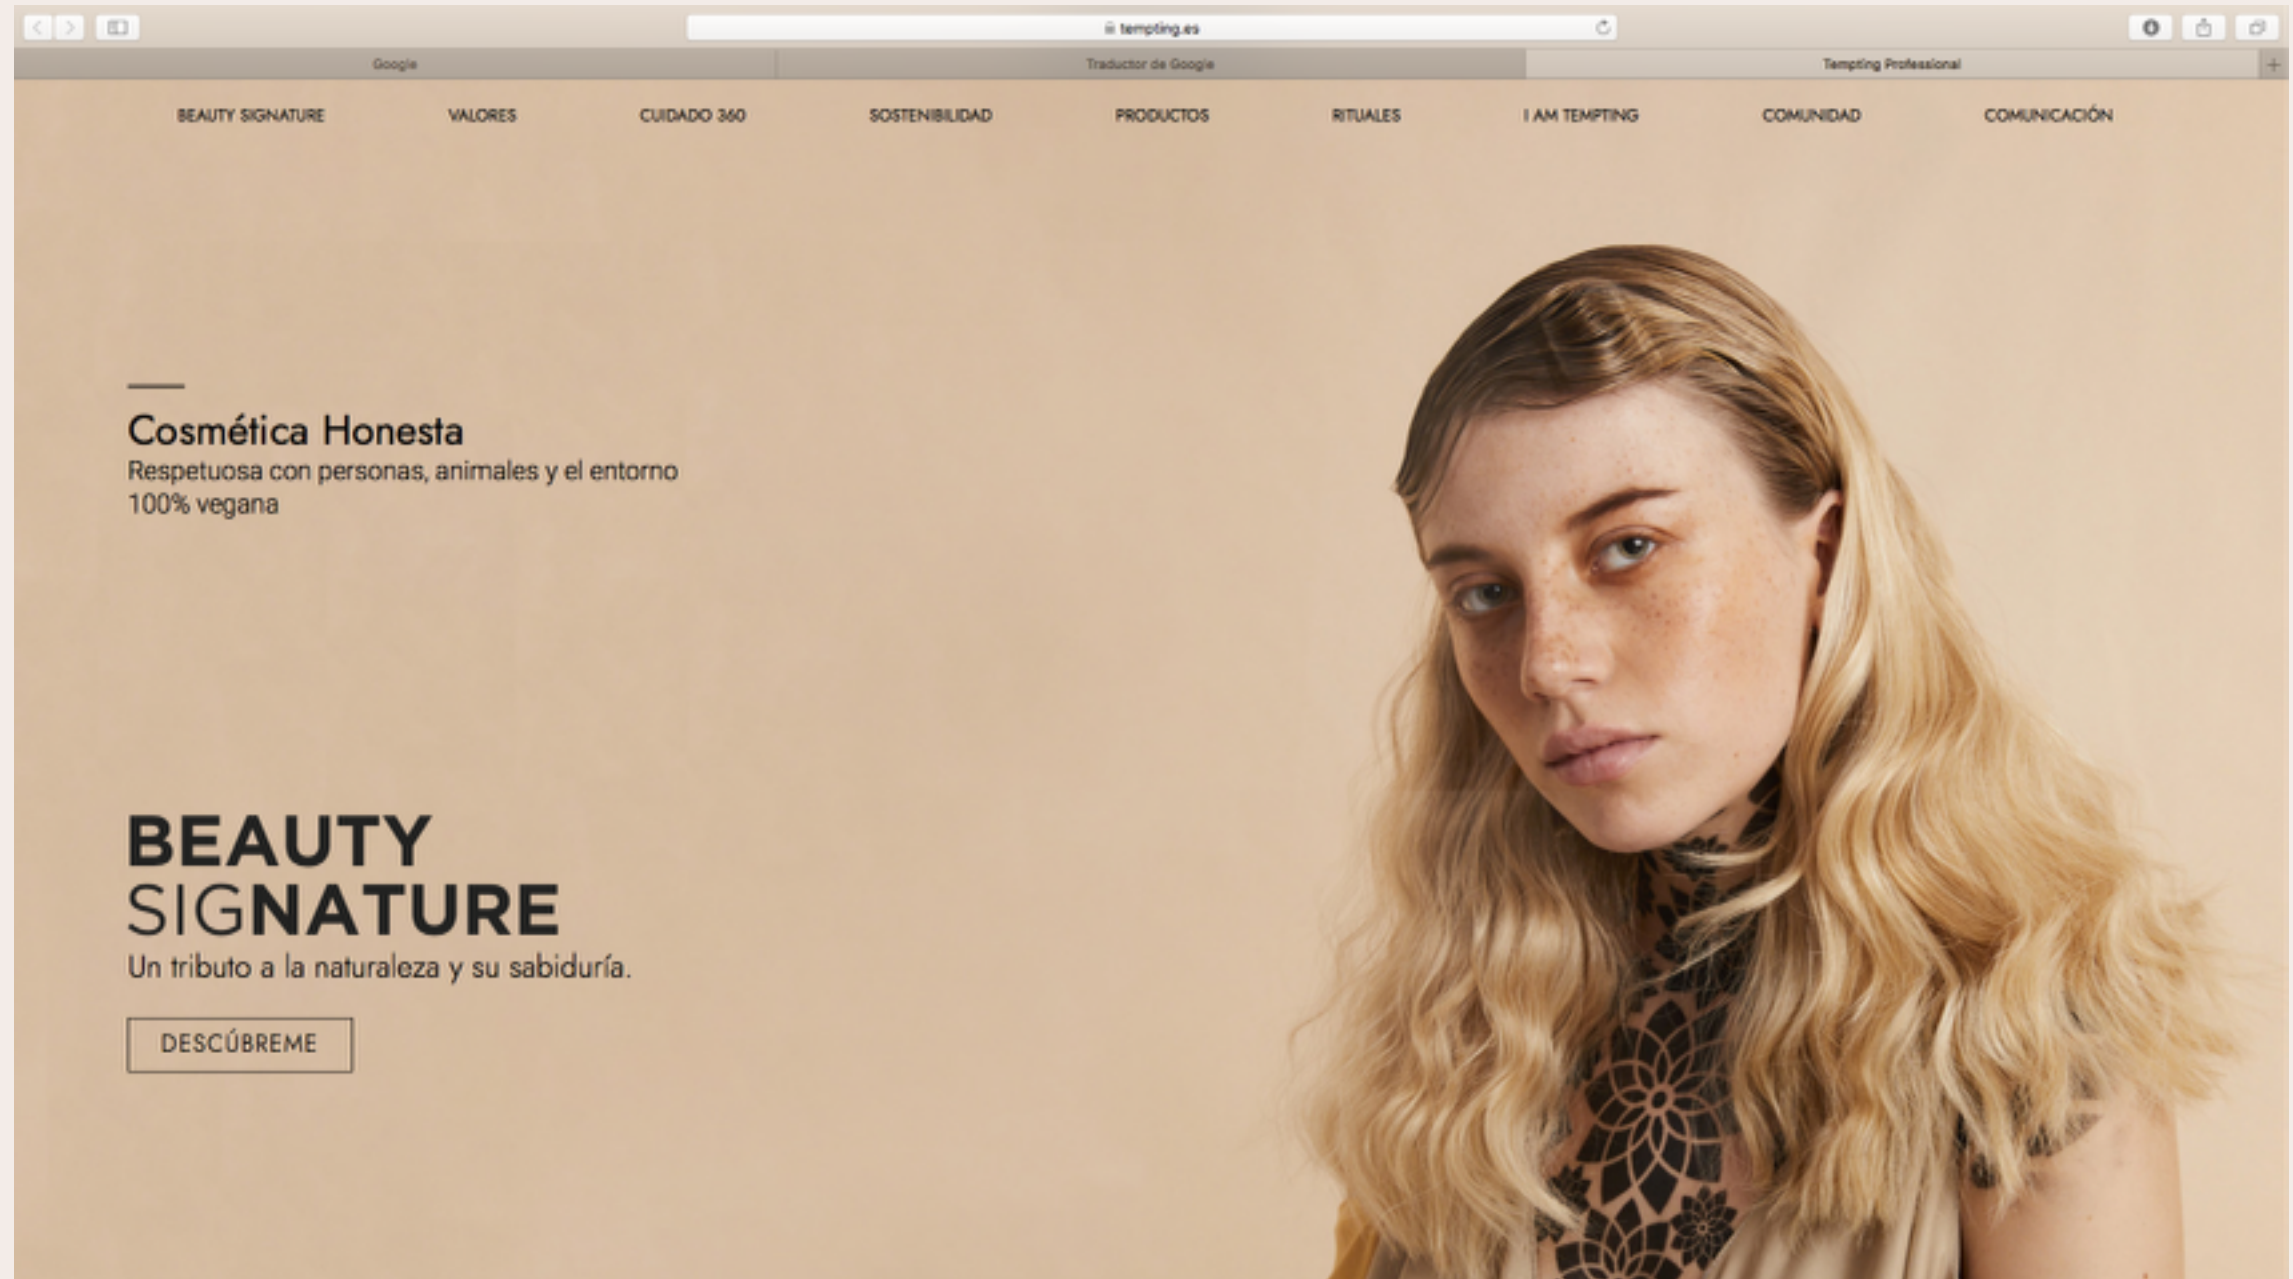 tempting.es
Google
Traductor de Google
Tempting Professional
BEAUTY SIGNATURE
VALORES
CUIDADO 360
SOSTENIBILIDAD
PRODUCTOS
RITUALES
I AM TEMPTING
COMUNIDAD
COMUNICACIÓN
Cosmética Honesta
Respetuosa con personas, animales y el entorno
100% vegana
BEAUTY
SIGNATURE
Un tributo a la naturaleza y su sabiduría.
DESCÚBREME